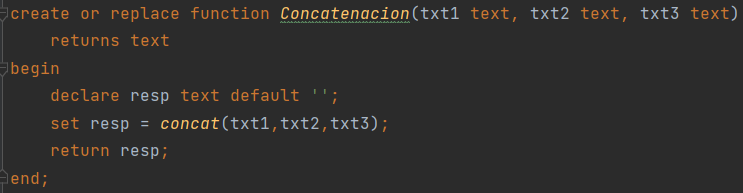 create or replace function Concatenacion(txt1 text, txt2 text, txt3 text)
    returns text
begin
    declare resp text default '';
    set resp = concat(txt1,txt2,txt3);
    return resp;
end;